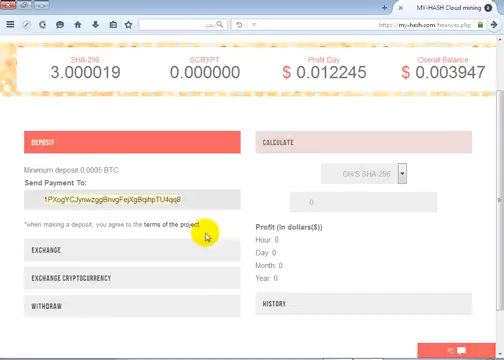 MY-HASH Cloud mining
https://my-hash.com/finances.php
SHA-256
SCRYPT
Profit Day
Overall Balance
3.000019
0.000000
$ 0.012245
$ 0.003947
DEPOSIT
Minimum deposit 0.0005 BTC
Send Payment To:
1PXogYCJynwzggBnvgFejXgBqihpTU4qq8
*when making a deposit, you agree to the terms of the project
EXCHANGE
EXCHANGE CRYPTOCURRENCY
WITHDRAW
CALCULATE
GH/S SHA-256
0
Profit (in dollars($))
Hour: 0
Day: 0
Month: 0
Year: 0
HISTORY
70